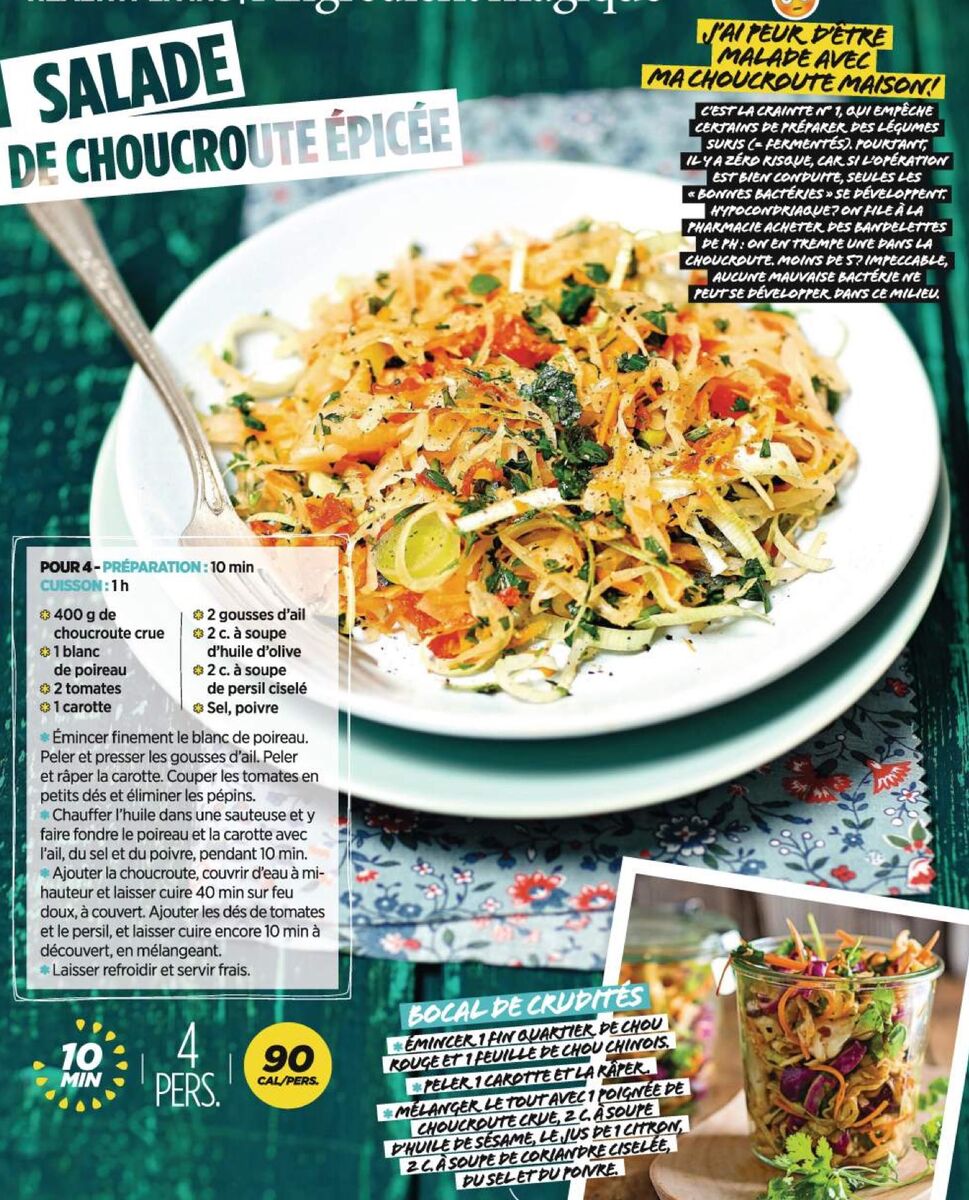 SALADE
DE CHOUCROUTE ÉPICÉE
J'AI PEUR D'ÊTRE
MALADE AVEC
MA CHOUCROUTE MAISON!
C'EST LA CRAINTE N° 1, QUI EMPÊCHE
CERTAINS DE PRÉPARER DES LÉGUMES
SURIS (= FERMENTÉS). POURTANT,
IL Y A ZÉRO RISQUE, CAR SI L'OPÉRATION
EST BIEN CONDUITE, SEULES LES
« BONNES BACTÉRIES » SE DÉVELOPPENT.
HYPOCONDRIAQUE? ON FILE À LA
PHARMACIE ACHETER DES BANDELETTES
DE PH : ON EN TREMPE UNE DANS LA
CHOUCROUTE. MOINS DE 5? IMPECCABLE,
AUCUNE MAUVAISE BACTÉRIE NE
PEUT SE DÉVELOPPER DANS CE MILIEU.
POUR 4 - PRÉPARATION : 10 min
CUISSON : 1 h
400 g de
choucroute crue
1 blanc
de poireau
2 tomates
1 carotte
2 gousses d'ail
2 c. à soupe
d'huile d'olive
2 c. à soupe
de persil ciselé
Sel, poivre
* Émincer finement le blanc de poireau.
Peler et presser les gousses d'ail. Peler
et râper la carotte. Couper les tomates en
petits dés et éliminer les pépins.
* Chauffer l'huile dans une sauteuse et y
faire fondre le poireau et la carotte avec
l'ail, du sel et du poivre, pendant 10 min.
* Ajouter la choucroute, couvrir d'eau à mi-
hauteur et laisser cuire 40 min sur feu
doux, à couvert. Ajouter les dés de tomates
et le persil, et laisser cuire encore 10 min à
découvert, en mélangeant.
* Laisser refroidir et servir frais.
10
MIN
4
PERS.
90
CAL/PERS.
BOCAL DE CRUDITÉS
* ÉMINCER 1 FIN QUARTIER DE CHOU
ROUGE ET 1 FEUILLE DE CHOU CHINOIS.
* PELER 1 CAROTTE ET LA RÂPER.
* MÉLANGER LE TOUT AVEC 1 POIGNÉE DE
CHOUCROUTE CRUE, 2 C. À SOUPE
D'HUILE DE SÉSAME, LE JUS DE 1 CITRON,
2 C. À SOUPE DE CORIANDRE CISELÉE,
DU SEL ET DU POIVRE.